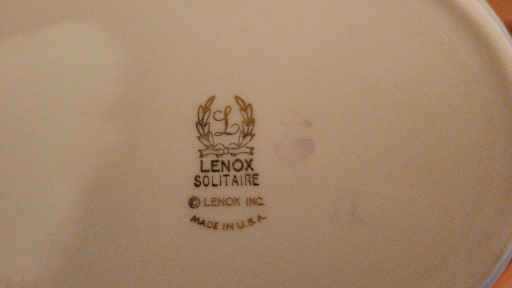 L
LENOX
SOLITAIRE
© LENOX INC.
MADE IN U.S.A.